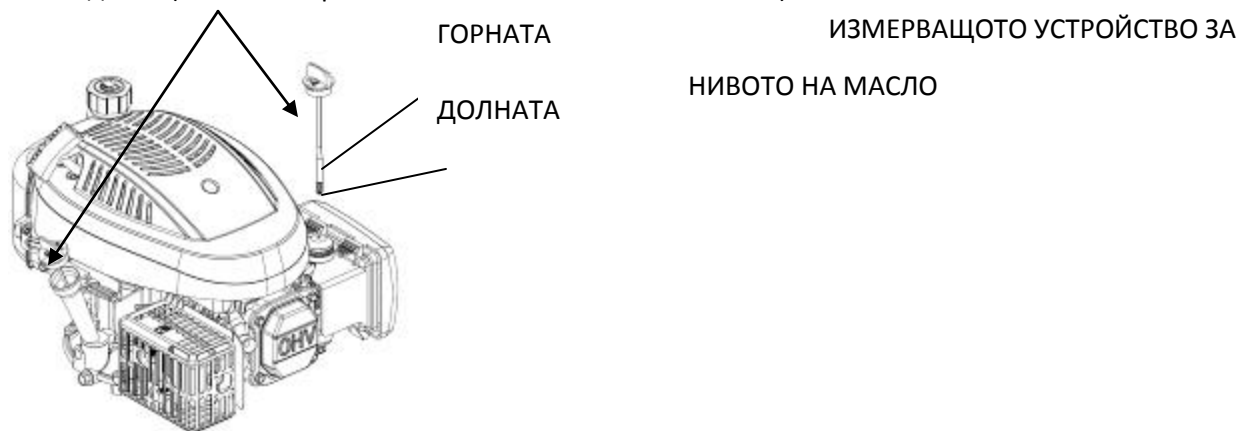 ГОРНАТА
ИЗМЕРВАЩОТО УСТРОЙСТВО ЗА
НИВОТО НА МАСЛО
ДОЛНАТА
OHV